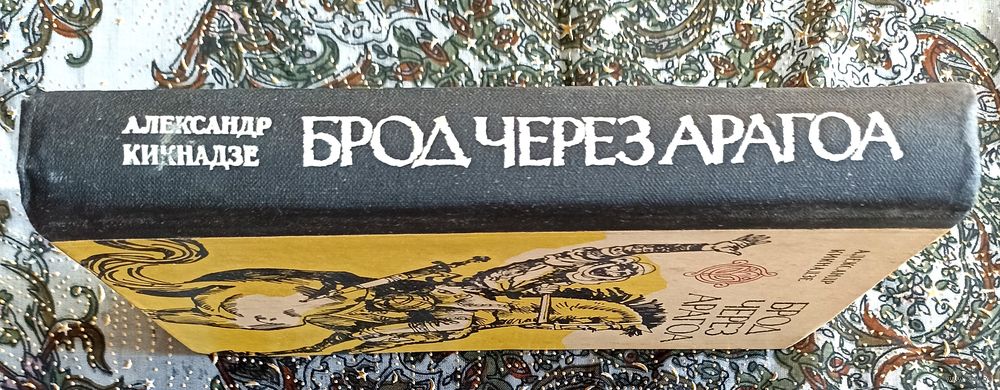 АЛЕКСАНДР
КИКНАДЗЕ
БРОД ЧЕРЕЗ АРАГОА
АЛЕКСАНДР
КИКНАДЗЕ
БРОД
ЧЕРЕЗ
АРАГОА